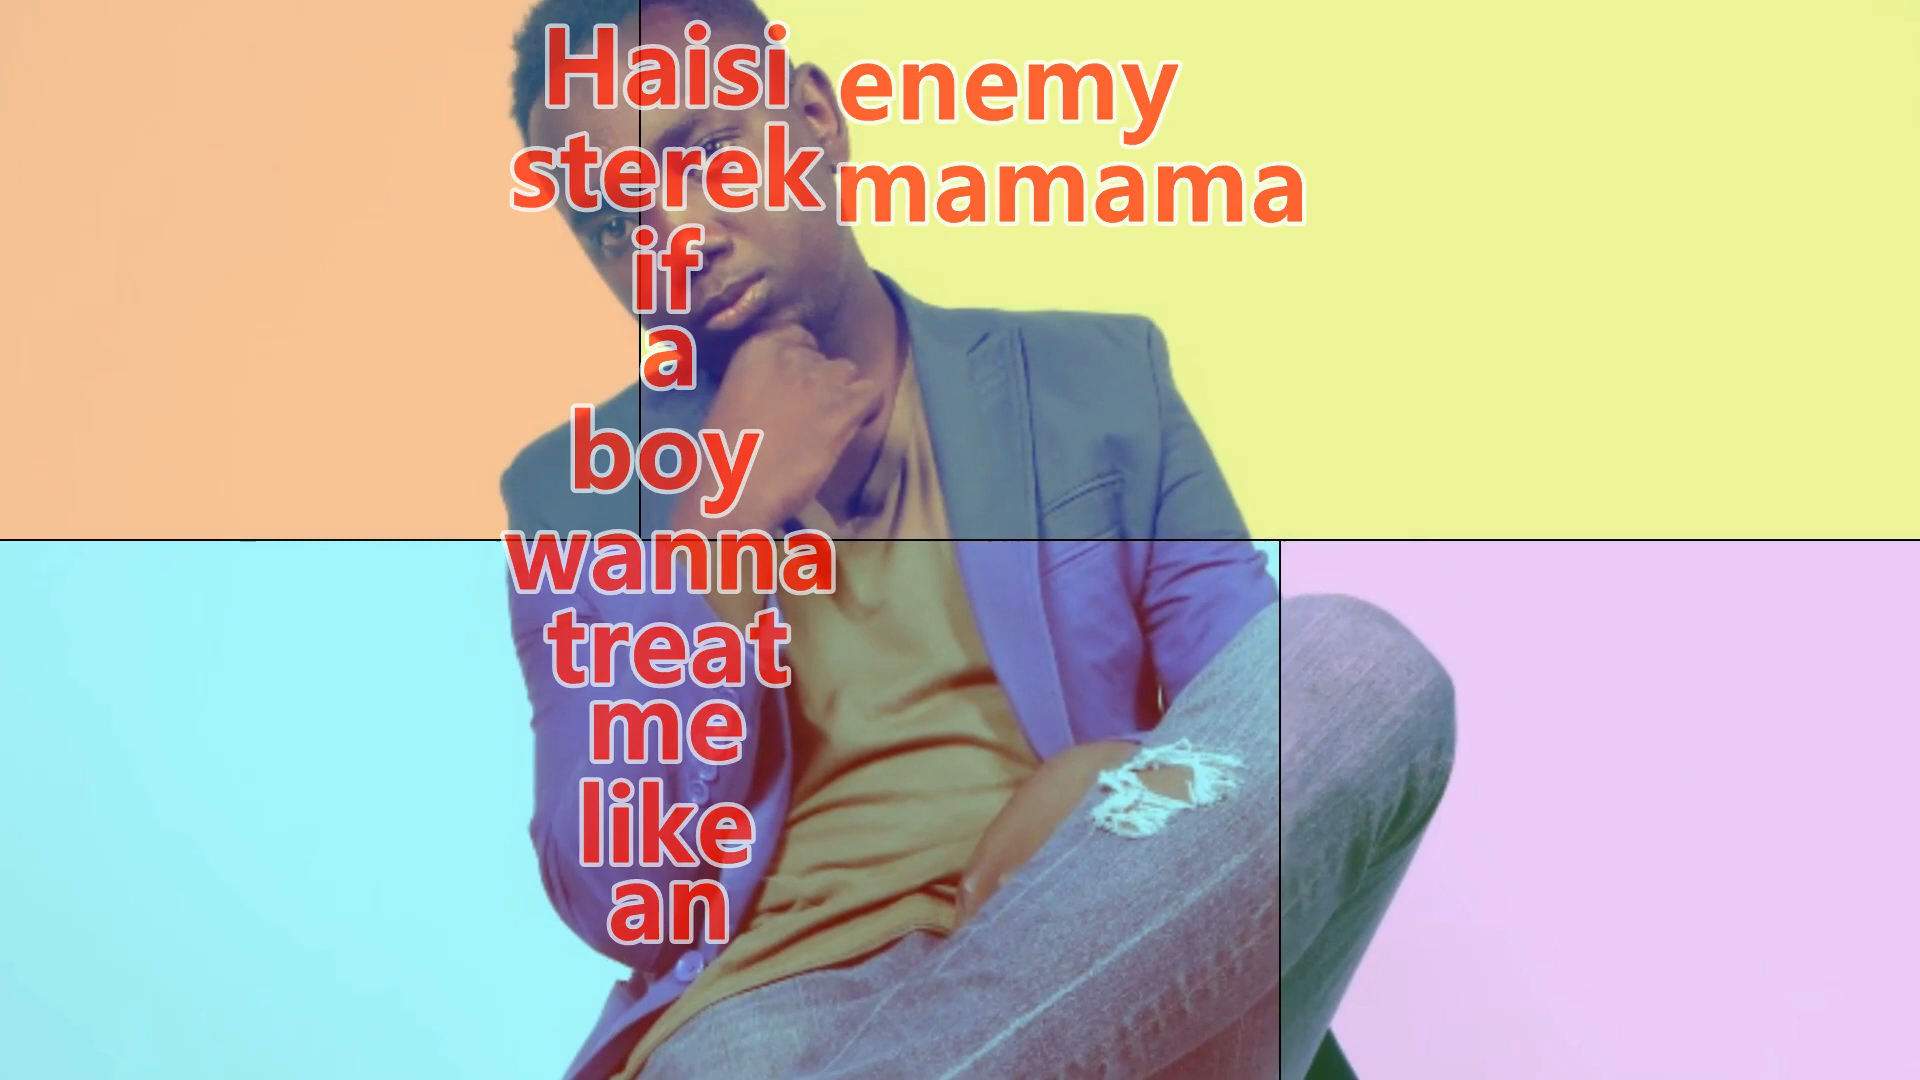 Haisi
sterek
if
a
boy
wanna
treat
me
like
an
enemy
mamama